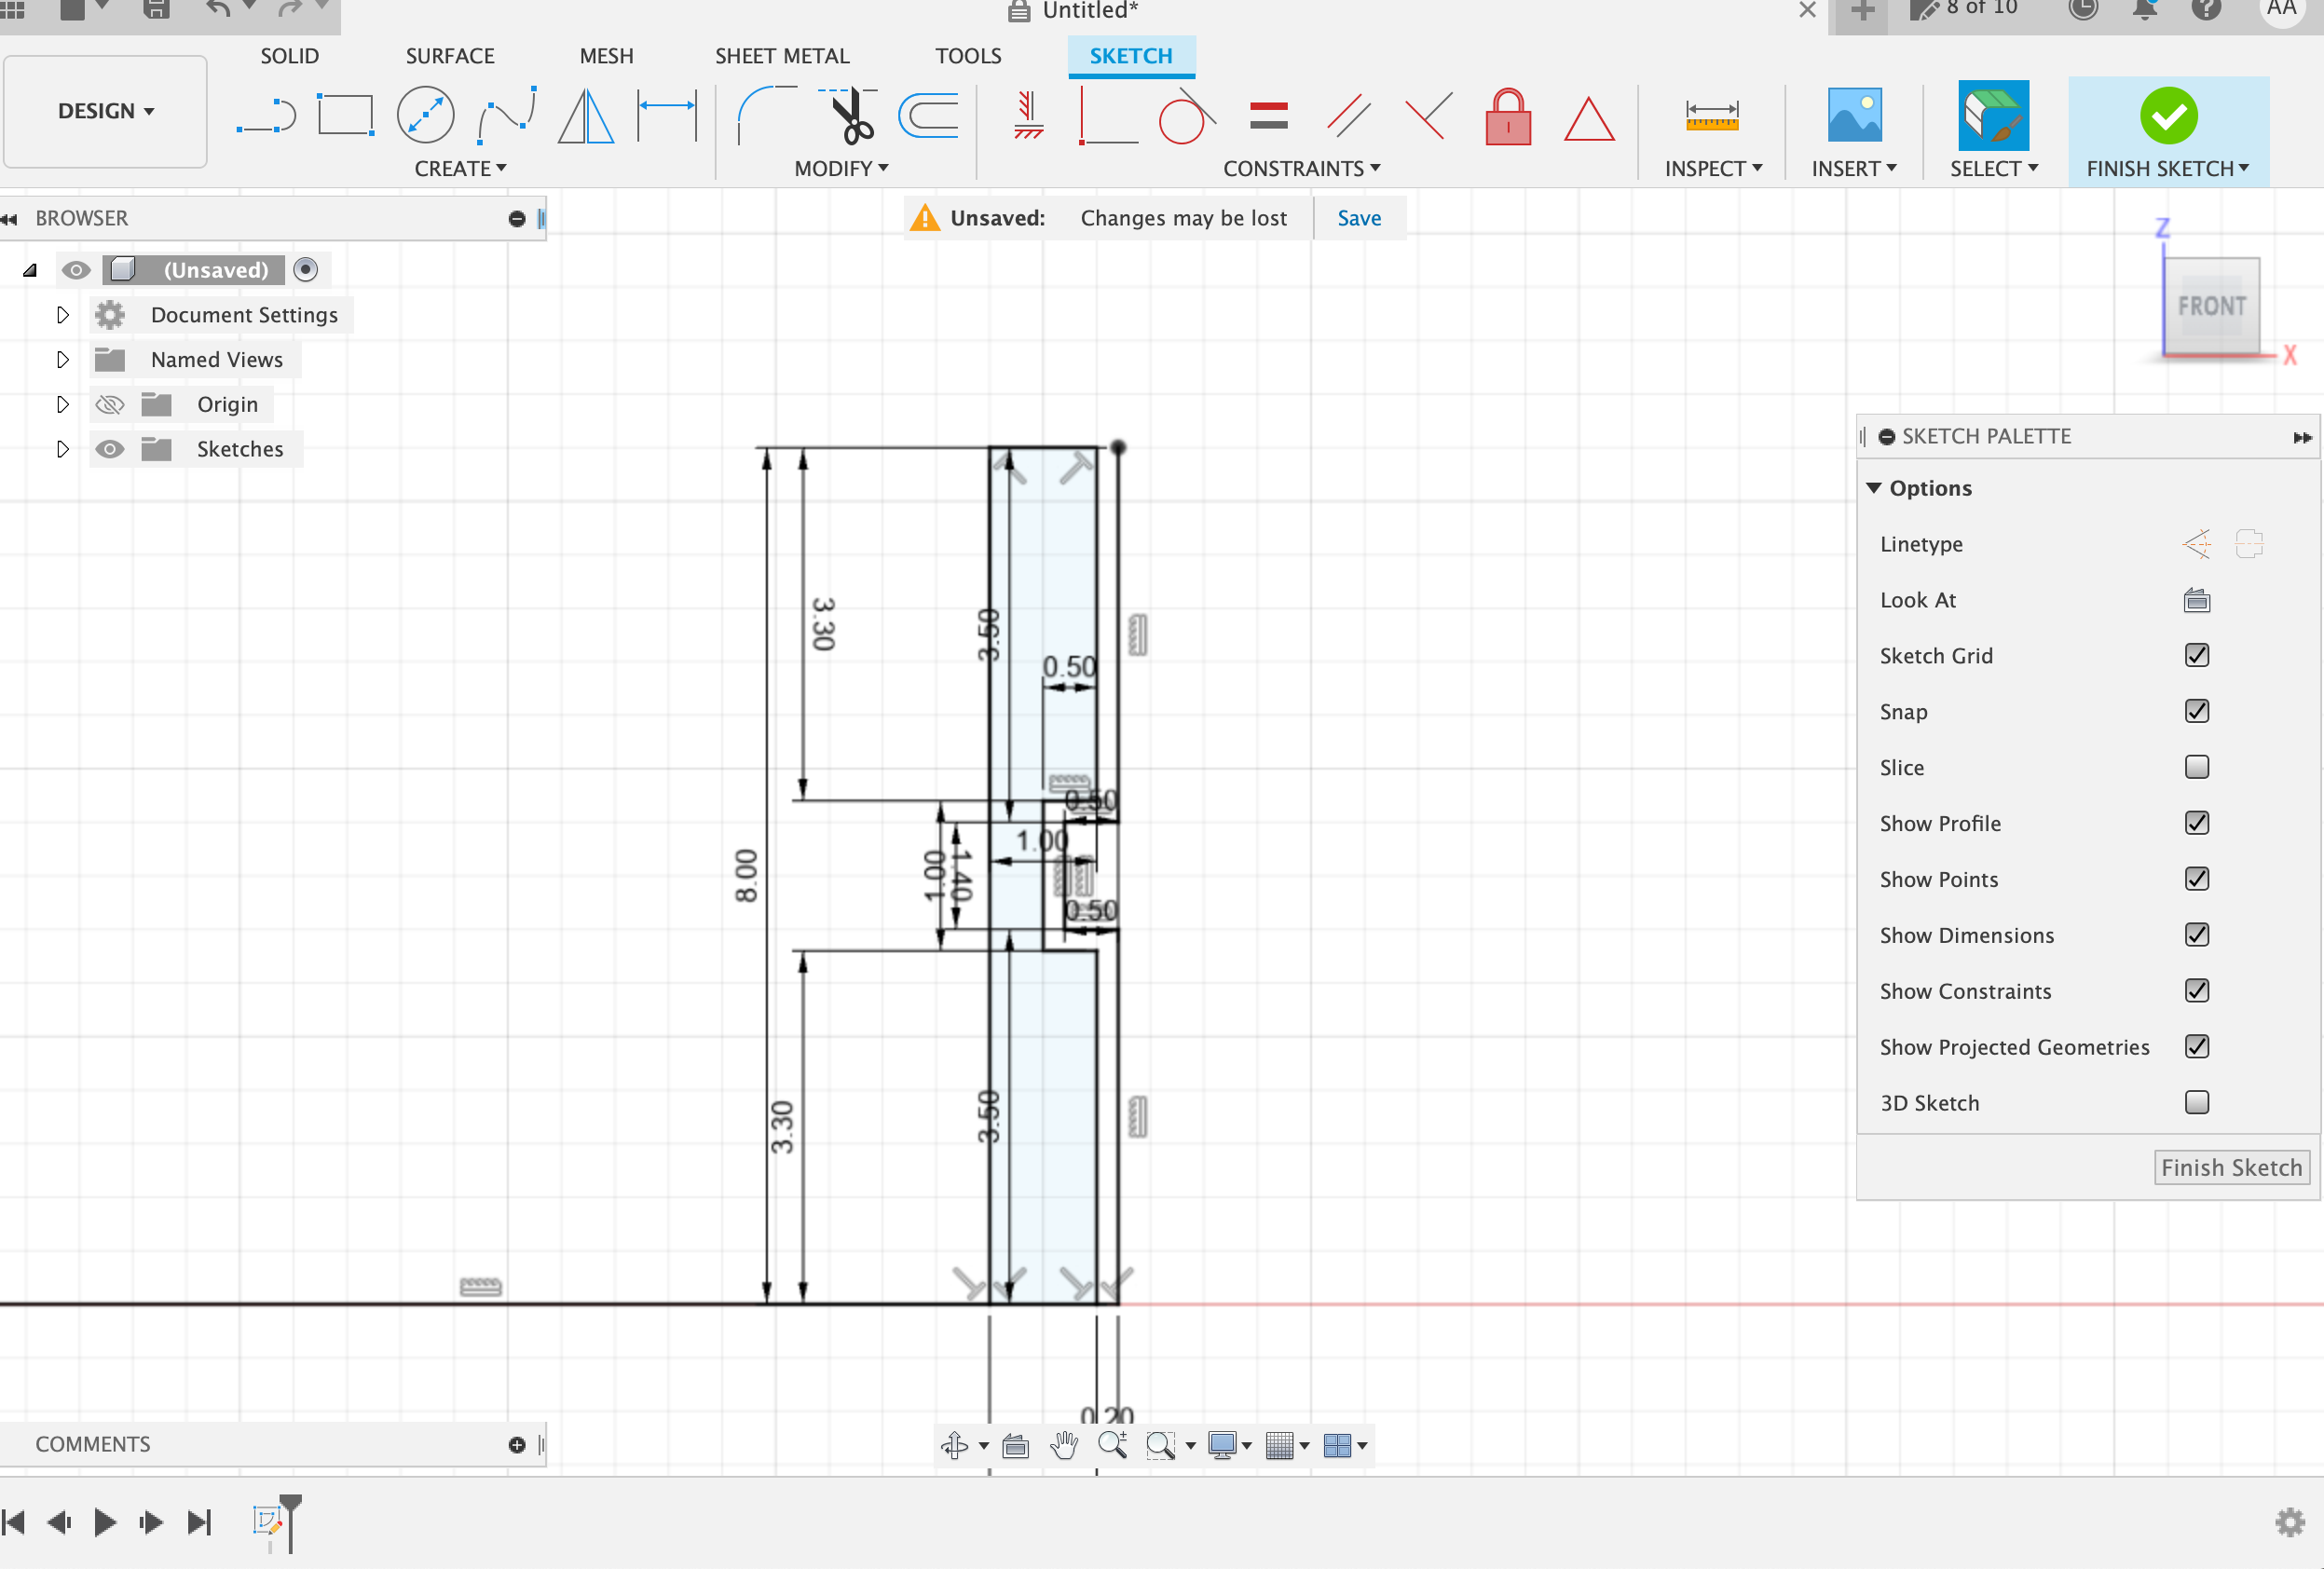 Untitled*
8 of 10
AA
SOLID SURFACE MESH SHEET METAL TOOLS SKETCH
DESIGN
CREATE MODIFY CONSTRAINTS INSPECT INSERT SELECT FINISH SKETCH
BROWSER
Unsaved: Changes may be lost Save
(Unsaved)
Document Settings
Named Views
Origin
Sketches
Z
FRONT
X
SKETCH PALETTE
Options
Linetype
Look At
Sketch Grid
Snap
Slice
Show Profile
Show Points
Show Dimensions
Show Constraints
Show Projected Geometries
3D Sketch
Finish Sketch
3.30
3.50
0.50
0.50
1.00
8.00
1.00
1.40
0.50
3.30
3.50
0.20
COMMENTS